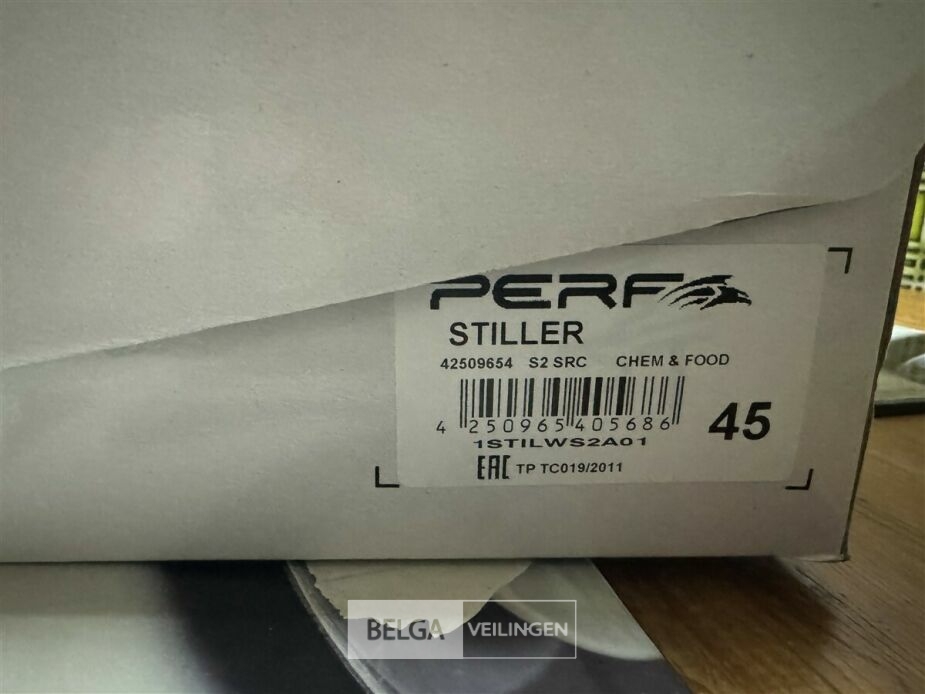 PERF
STILLER
42509654 S2 SRC CHEM & FOOD
4 250965 405686
45
1STILWS2A01
EAC TP TC019/2011
BELGA VEILINGEN